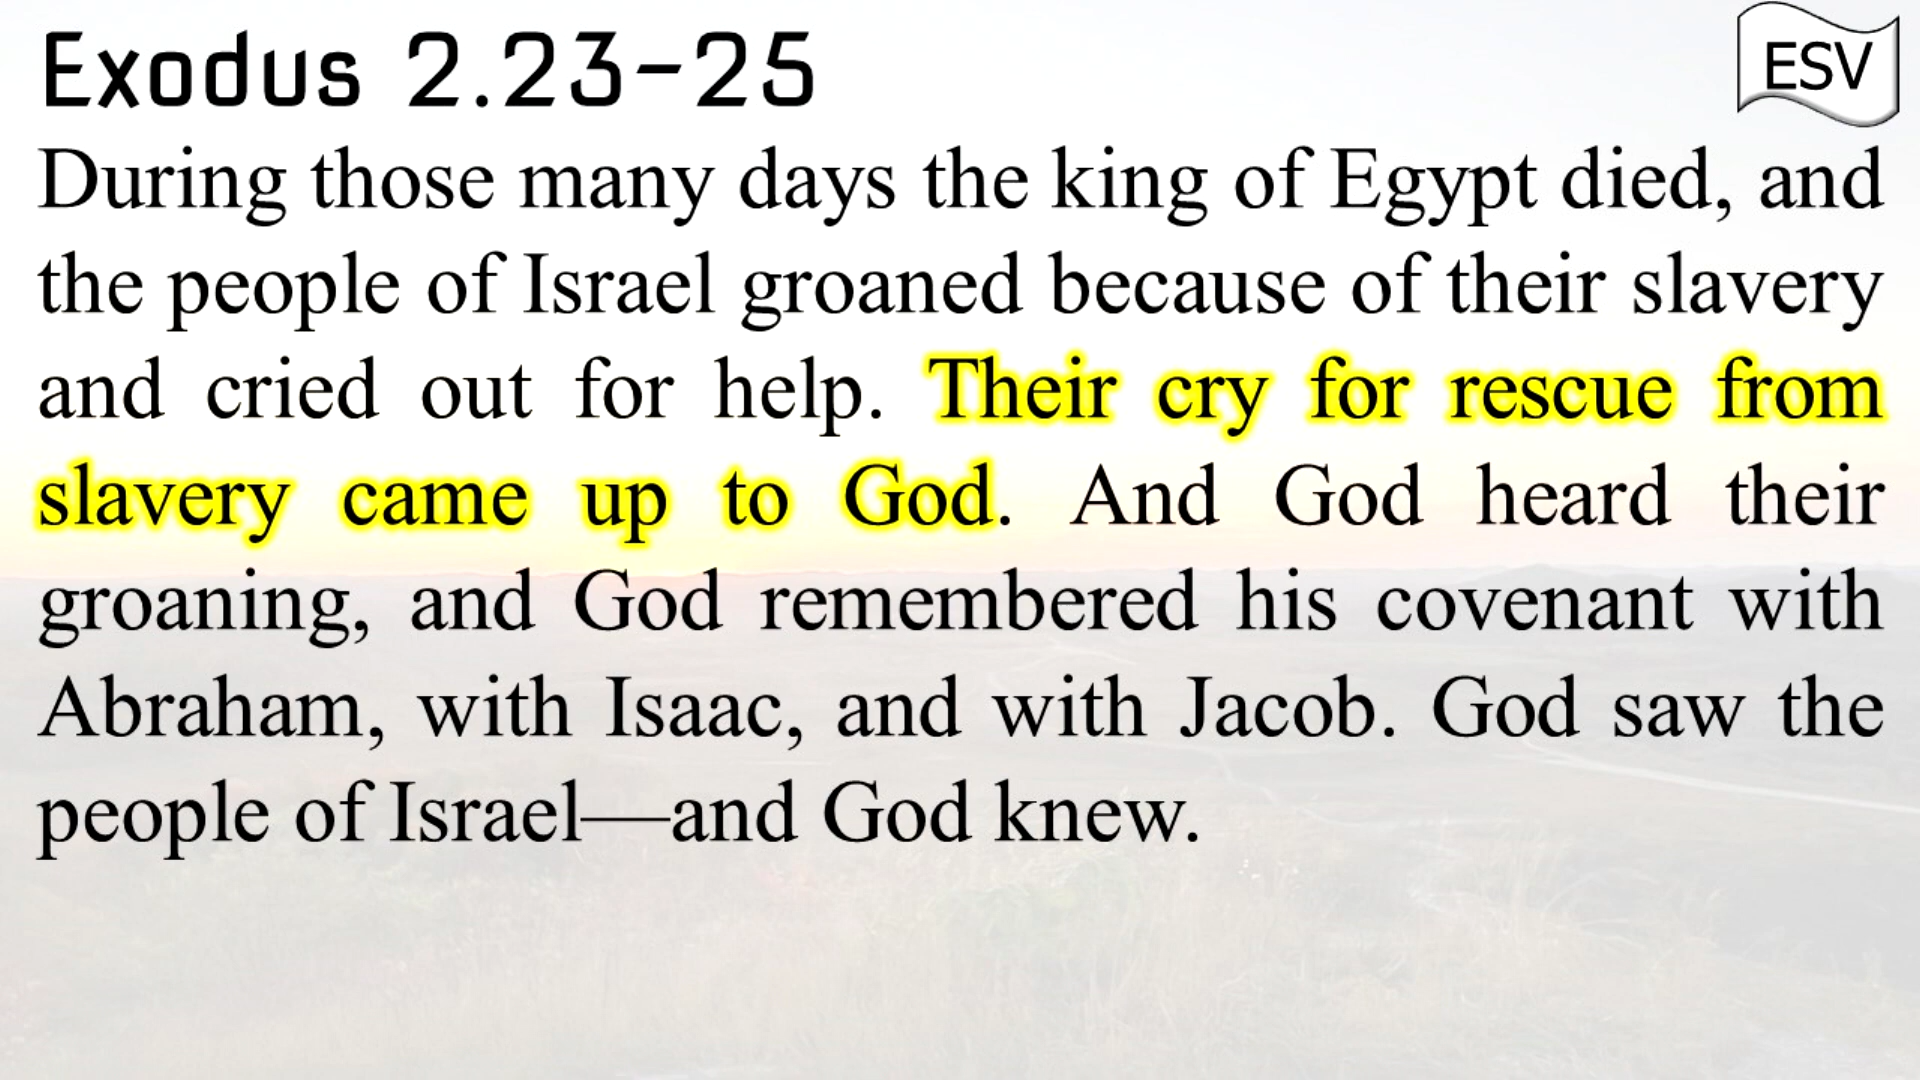 Exodus 2.23-25
ESV
During those many days the king of Egypt died, and
the people of Israel groaned because of their slavery
and cried out for help. Their cry for rescue from
slavery came up to God. And God heard their
groaning, and God remembered his covenant with
Abraham, with Isaac, and with Jacob. God saw the
people of Israel—and God knew.